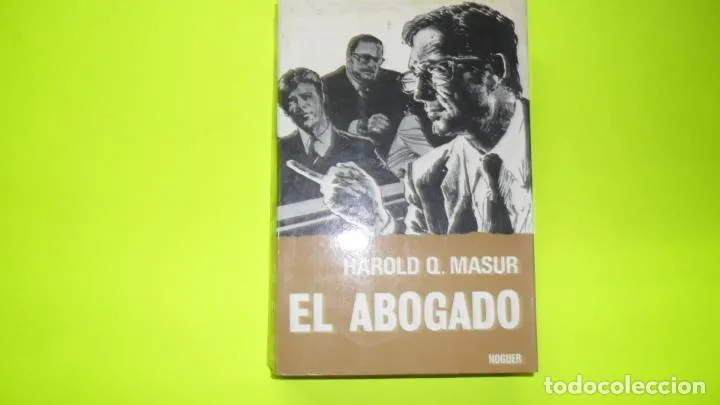 HAROLD Q. MASUR
EL ABOGADO
NOGUER
todocoleccion